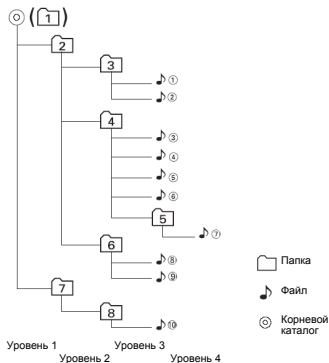 (1)
2
3
①
②
4
③
④
⑤
⑥
5
⑦
6
⑧
⑨
7
8
⑩
Папка
Файл
Корневой
каталог
Уровень 1
Уровень 2
Уровень 3
Уровень 4